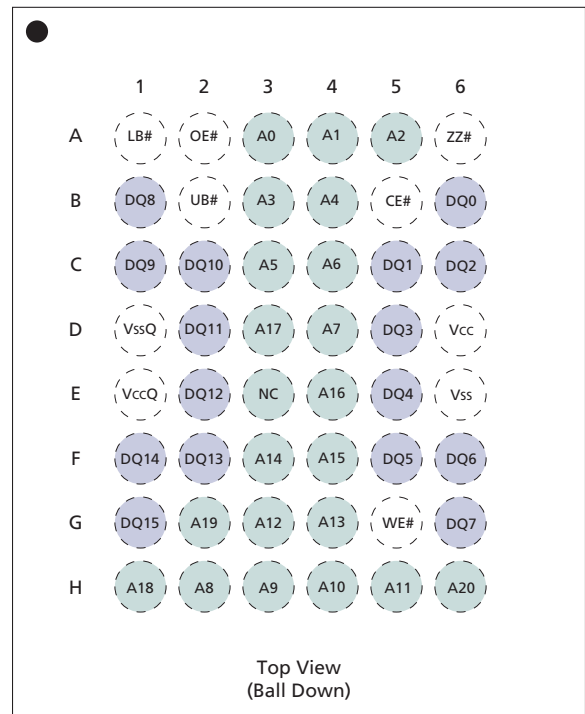 1 2 3 4 5 6
A LB# OE# A0 A1 A2 ZZ#
B DQ8 UB# A3 A4 CE# DQ0
C DQ9 DQ10 A5 A6 DQ1 DQ2
D VssQ DQ11 A17 A7 DQ3 Vcc
E VccQ DQ12 NC A16 DQ4 Vss
F DQ14 DQ13 A14 A15 DQ5 DQ6
G DQ15 A19 A12 A13 WE# DQ7
H A18 A8 A9 A10 A11 A20
Top View
(Ball Down)